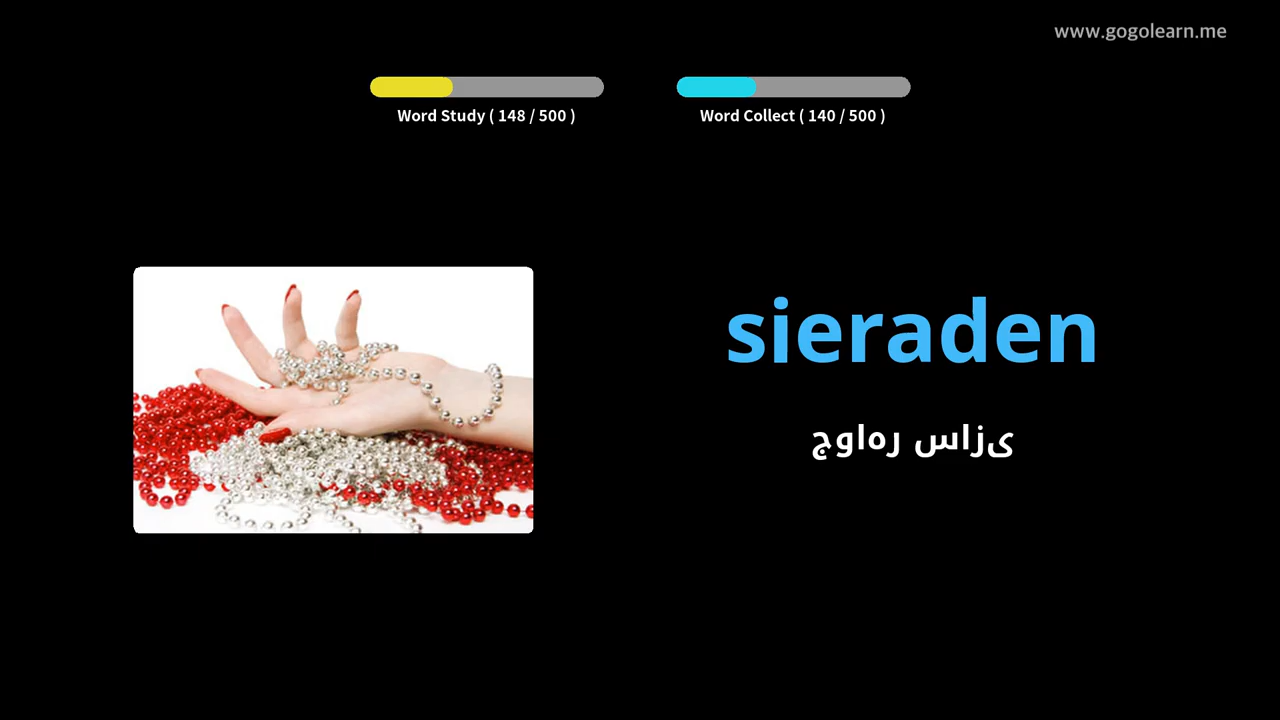 www.gogolearn.me
Word Study ( 148 / 500 )
Word Collect ( 140 / 500 )
sieraden
جواهر سازی